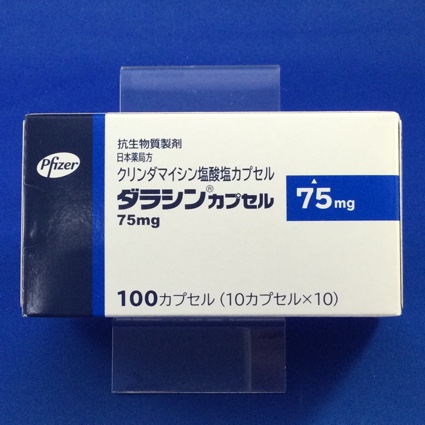 Pfizer
抗生物質製剤
日本薬局方
クリンダマイシン塩酸塩カプセル
ダラシン®カプセル
75mg
75mg
100カプセル(10カプセル×10)